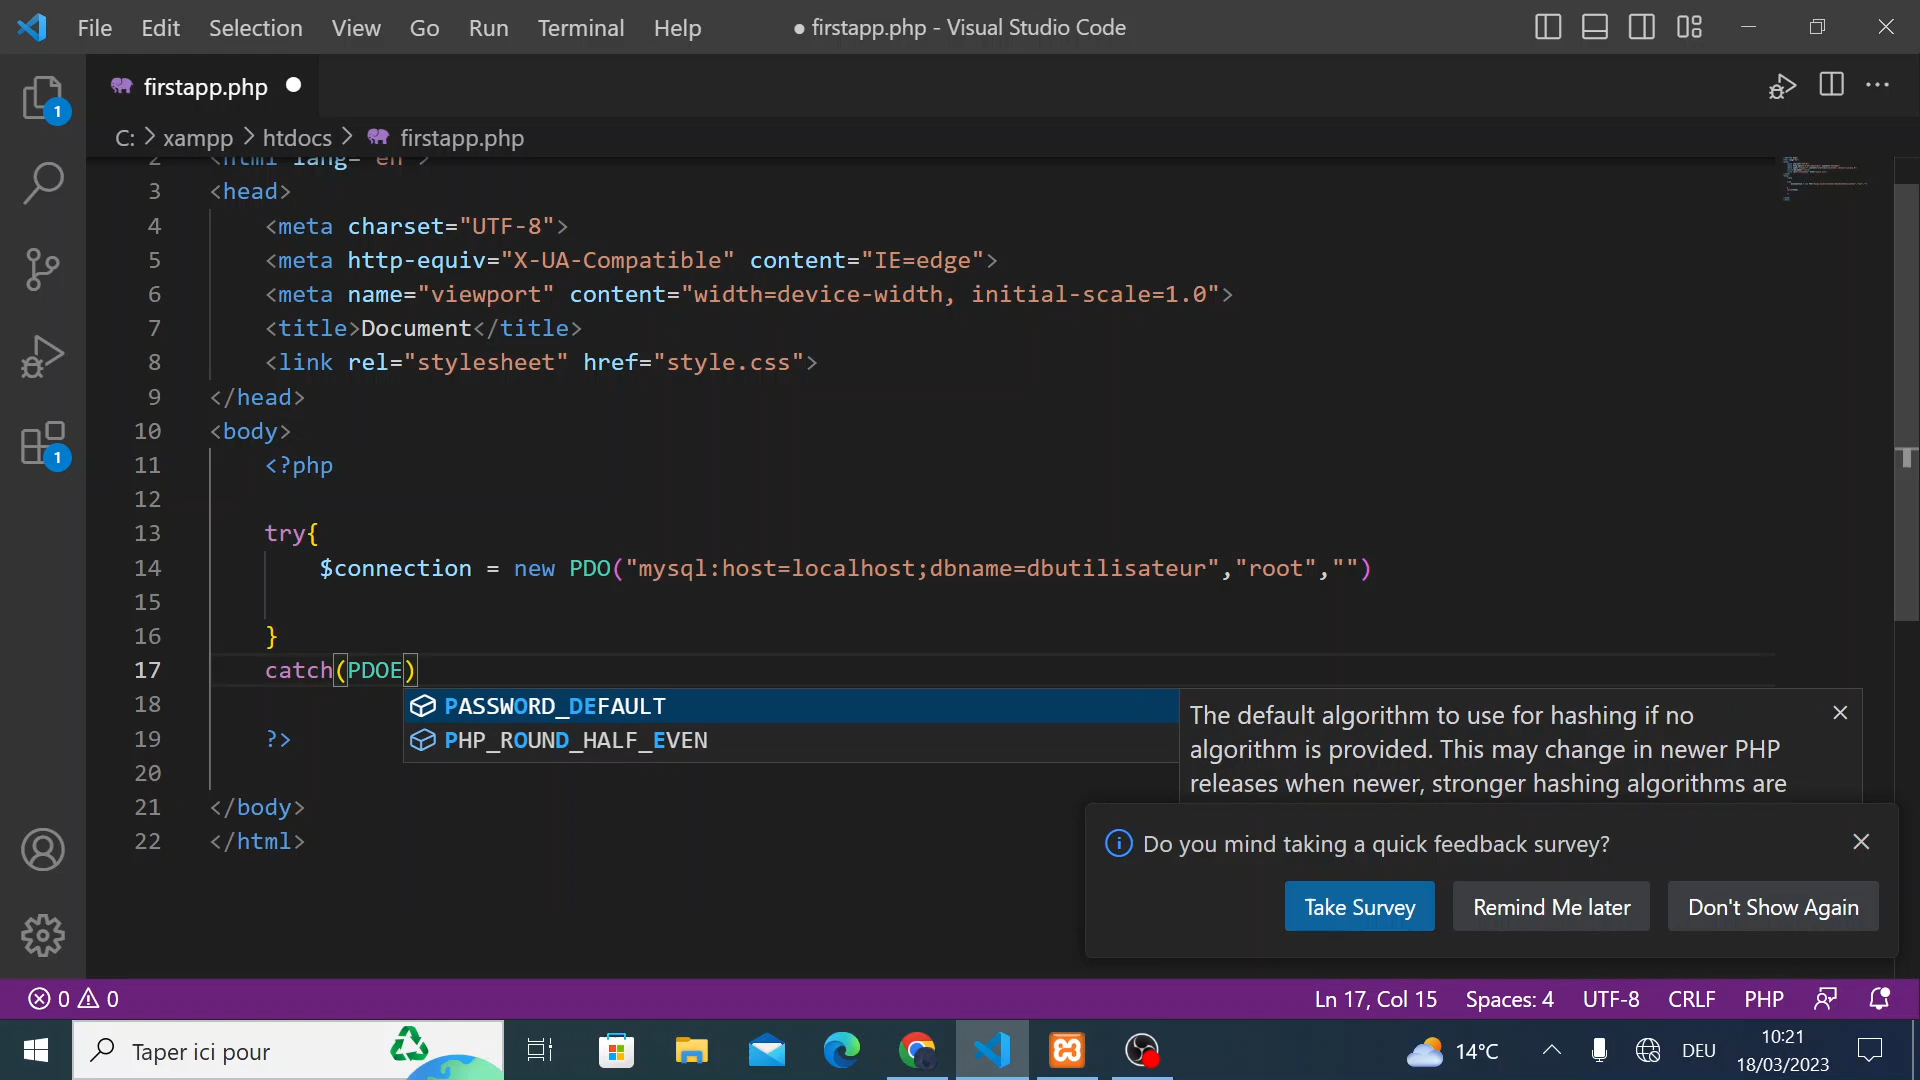 File Edit Selection View Go Run Terminal Help ● firstapp.php - Visual Studio Code
firstapp.php
C: > xampp > htdocs > firstapp.php
2 <html lang="en">
3 <head>
4 <meta charset="UTF-8">
5 <meta http-equiv="X-UA-Compatible" content="IE=edge">
6 <meta name="viewport" content="width=device-width, initial-scale=1.0">
7 <title>Document</title>
8 <link rel="stylesheet" href="style.css">
9 </head>
10 <body>
11 <?php
12
13 try{
14 $connection = new PDO("mysql:host=localhost;dbname=dbutilisateur","root","")
15
16 }
17 catch(PDOE)
18
19 ?>
20
21 </body>
22 </html>
PASSWORD_DEFAULT
PHP_ROUND_HALF_EVEN
The default algorithm to use for hashing if no
algorithm is provided. This may change in newer PHP
releases when newer, stronger hashing algorithms are
Do you mind taking a quick feedback survey?
Take Survey Remind Me later Don't Show Again
1
1
0 0 Ln 17, Col 15 Spaces: 4 UTF-8 CRLF PHP
Taper ici pour 14°C DEU 10:21
18/03/2023